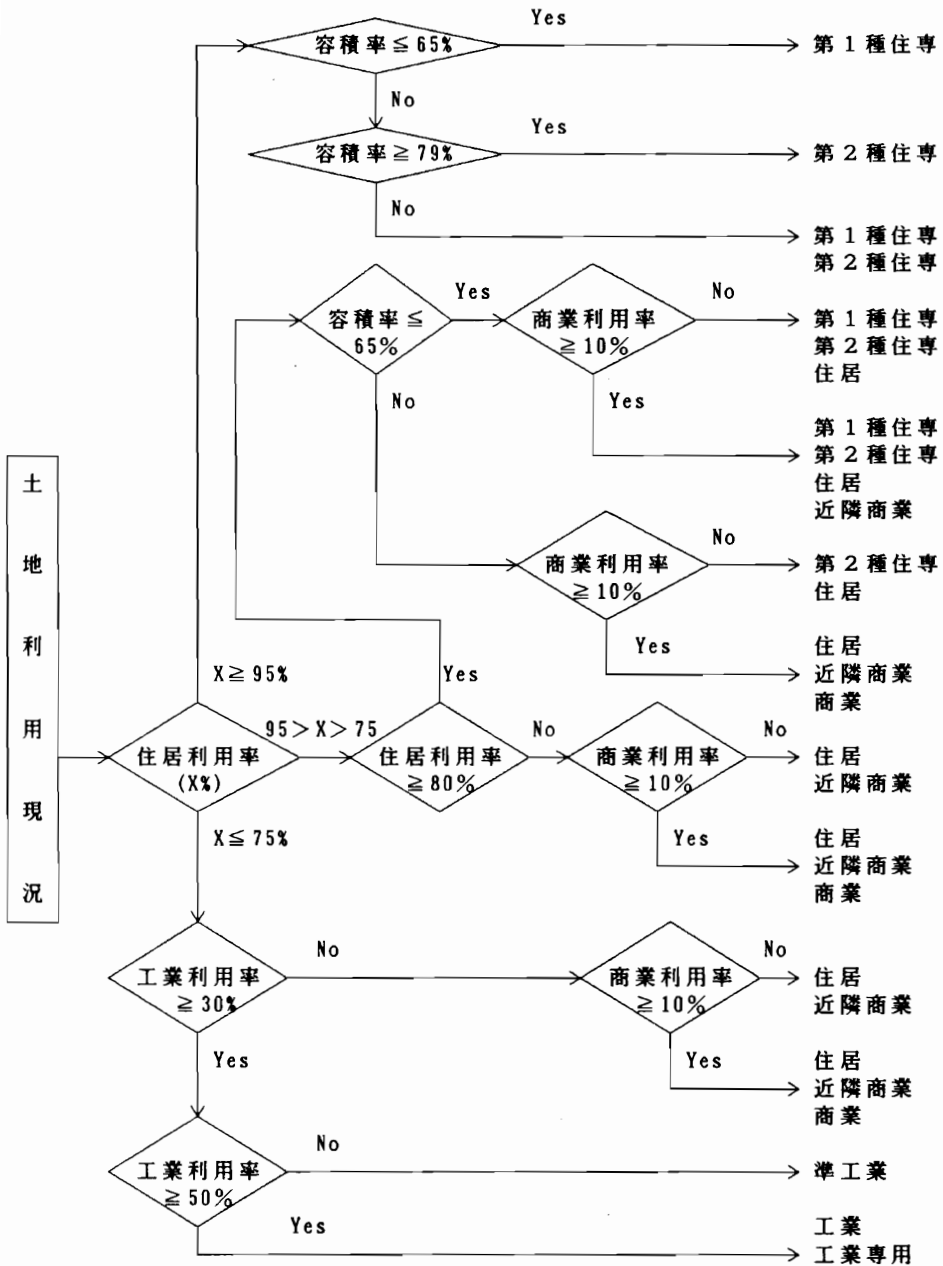 Yes
容積率≦65%
第1種住専
No
Yes
容積率≧79%
第2種住専
No
第1種住専
第2種住専
容積率≦
65%
Yes
商業利用率
≧10%
No
第1種住専
第2種住専
住居
No
Yes
第1種住専
第2種住専
住居
近隣商業
商業利用率
≧10%
No
第2種住専
住居
Yes
住居
近隣商業
商業
土
地
利
用
現
況
X≧95%
Yes
住居利用率
(X%)
95>X>75
住居利用率
≧80%
No
商業利用率
≧10%
No
住居
近隣商業
X≦75%
Yes
住居
近隣商業
商業
工業利用率
≧30%
No
商業利用率
≧10%
No
住居
近隣商業
Yes
Yes
住居
近隣商業
商業
工業利用率
≧50%
No
準工業
Yes
工業
工業専用